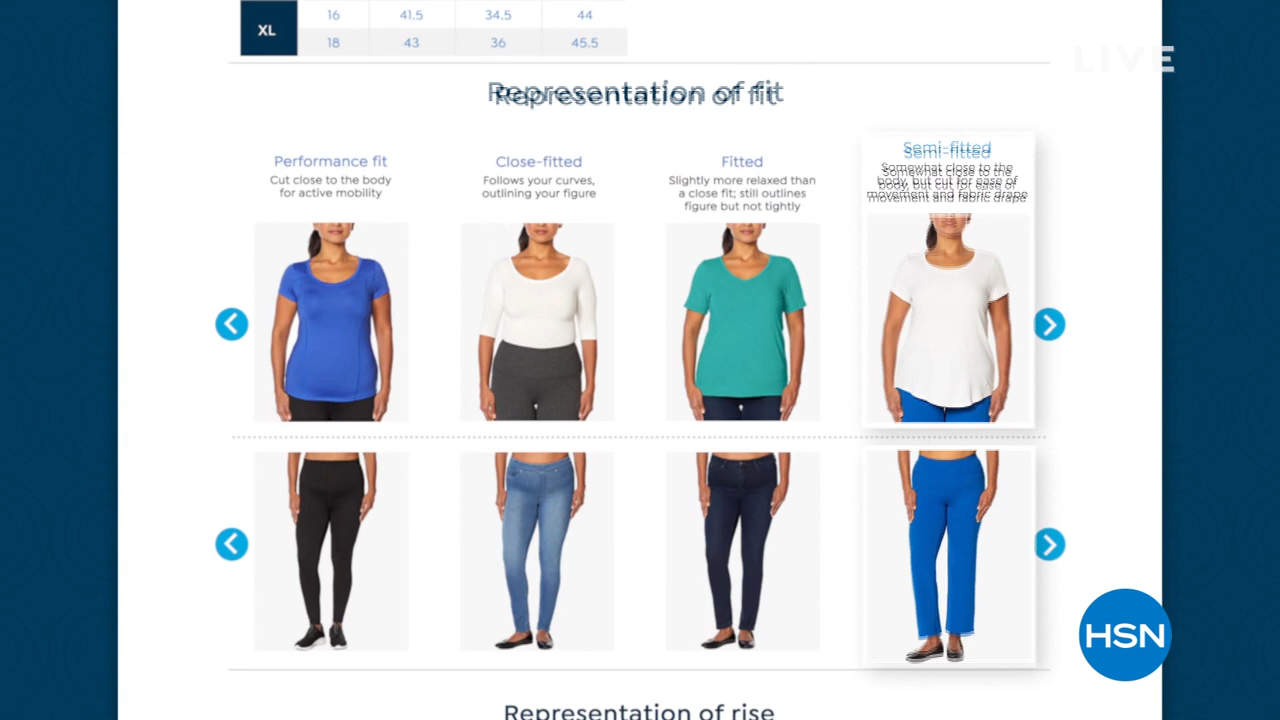 16 41.5 34.5 44
XL
18 43 36 45.5
LIVE
Representation of fit
Performance fit
Cut close to the body
for active mobility
Close-fitted
Follows your curves,
outlining your figure
Fitted
Slightly more relaxed than
a close fit; still outlines
figure but not tightly
Semi-fitted
Somewhat close to the
body, but cut for ease of
movement and fabric drape
HSN
Representation of rise